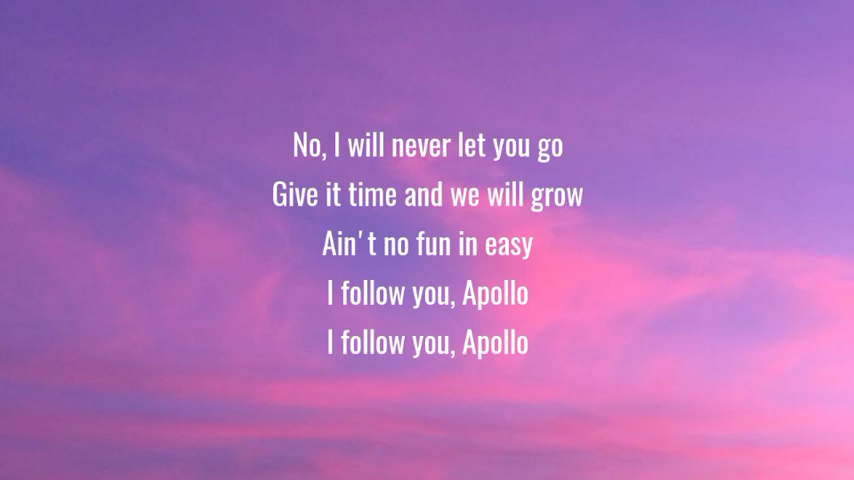 No, I will never let you go
Give it time and we will grow
Ain't no fun in easy
I follow you, Apollo
I follow you, Apollo